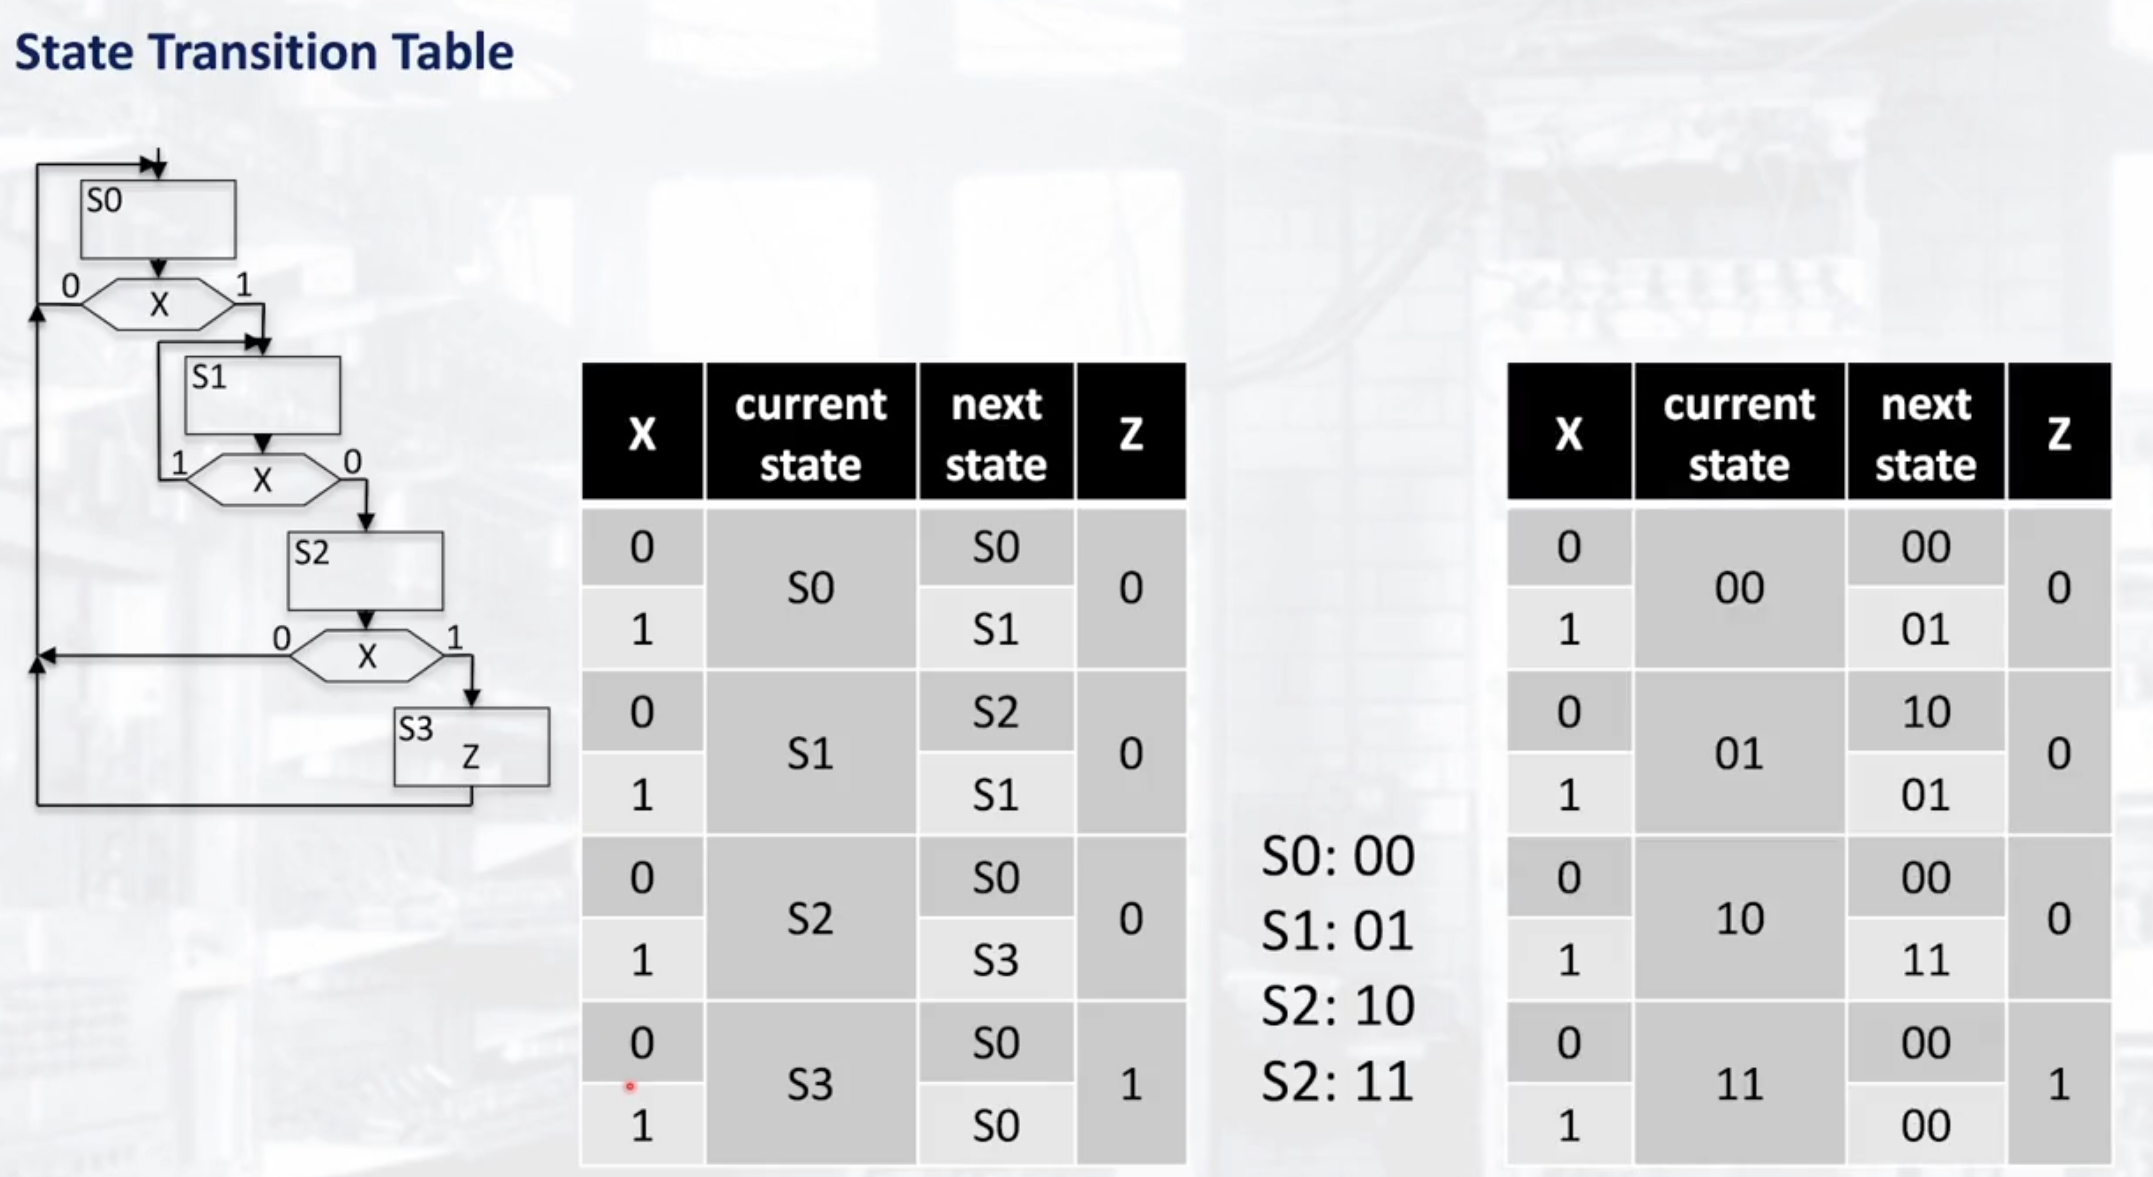 State Transition Table
S0
0 X 1
S1
1 X 0
S2
0 X 1
S3
Z
X current state next state Z
0 S0 S0 0
1 S1
0 S1 S2 0
1 S1
0 S2 S0 0
1 S3
0 S3 S0 1
1 S0
S0: 00
S1: 01
S2: 10
S2: 11
X current state next state Z
0 00 00 0
1 01
0 01 10 0
1 01
0 10 00 0
1 11
0 11 00 1
1 00